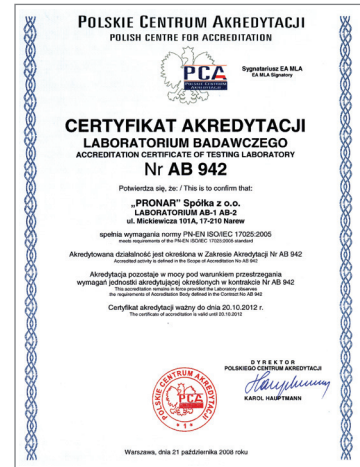 POLSKIE CENTRUM AKREDYTACJI
POLISH CENTRE FOR ACCREDITATION
PCA
POLSKIE CENTRUM
AKREDYTACJI
Sygnatariusz EA MLA
EA MLA Signatory
CERTYFIKAT AKREDYTACJI
LABORATORIUM BADAWCZEGO
ACCREDITATION CERTIFICATE OF TESTING LABORATORY
Nr AB 942
Potwierdza się, że: / This is to confirm that:
„PRONAR” Spółka z o.o.
LABORATORIUM AB-1 AB-2
ul. Mickiewicza 101A, 17-210 Narew
spełnia wymagania normy PN-EN ISO/IEC 17025:2005
meets requirements of the PN-EN ISO/IEC 17025:2005 standard
Akredytowana działalność jest określona w Zakresie Akredytacji Nr AB 942
Accredited activity is defined in the Scope of Accreditation No AB 942
Akredytacja pozostaje w mocy pod warunkiem przestrzegania
wymagań jednostki akredytującej określonych w kontrakcie Nr AB 942
This accreditation remains in force provided the Laboratory observes
the requirements of Accreditation Body defined in the Contract No AB 942
Certyfikat akredytacji ważny do dnia 20.10.2012 r.
The certificate of accreditation is valid until 20.10.2012
DYREKTOR
POLSKIEGO CENTRUM AKREDYTACJI
KAROL HAUPTMANN
POLSKIE CENTRUM AKREDYTACJI
PCA
* 1 *
Warszawa, dnia 21 października 2008 roku